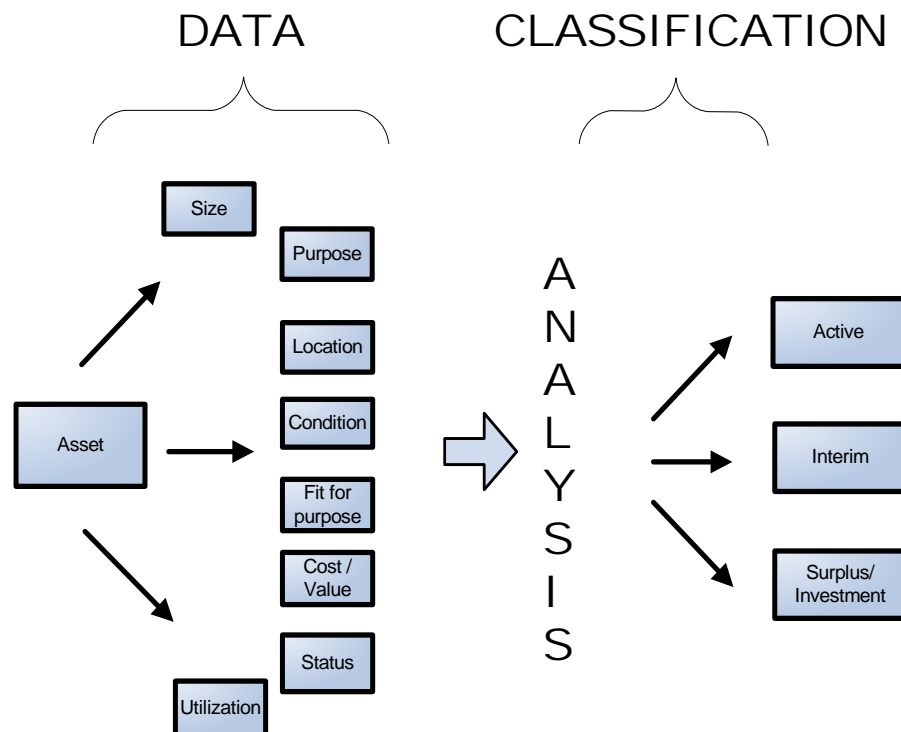 DATA
CLASSIFICATION
Size
Purpose
Location
Asset
Condition
Fit for
purpose
Cost /
Value
Status
Utilization
A
N
A
L
Y
S
I
S
Active
Interim
Surplus/
Investment